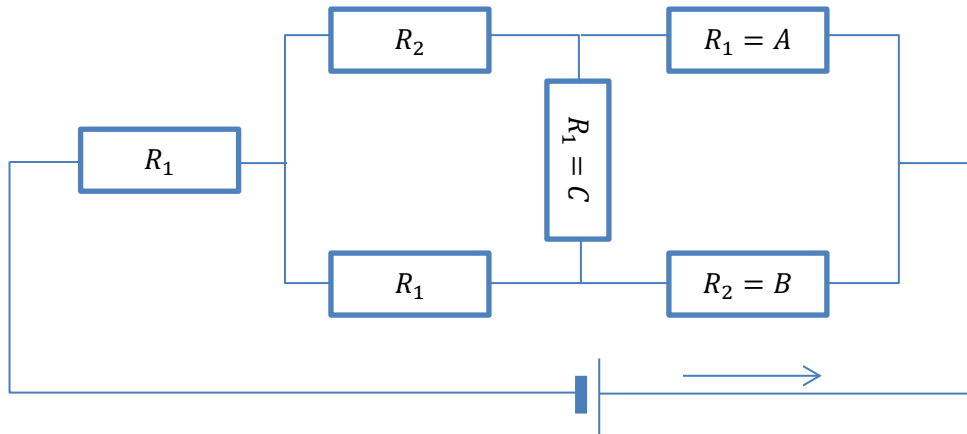 R₂
R₁ = A
R₁ = C
R₁
R₁
R₂ = B